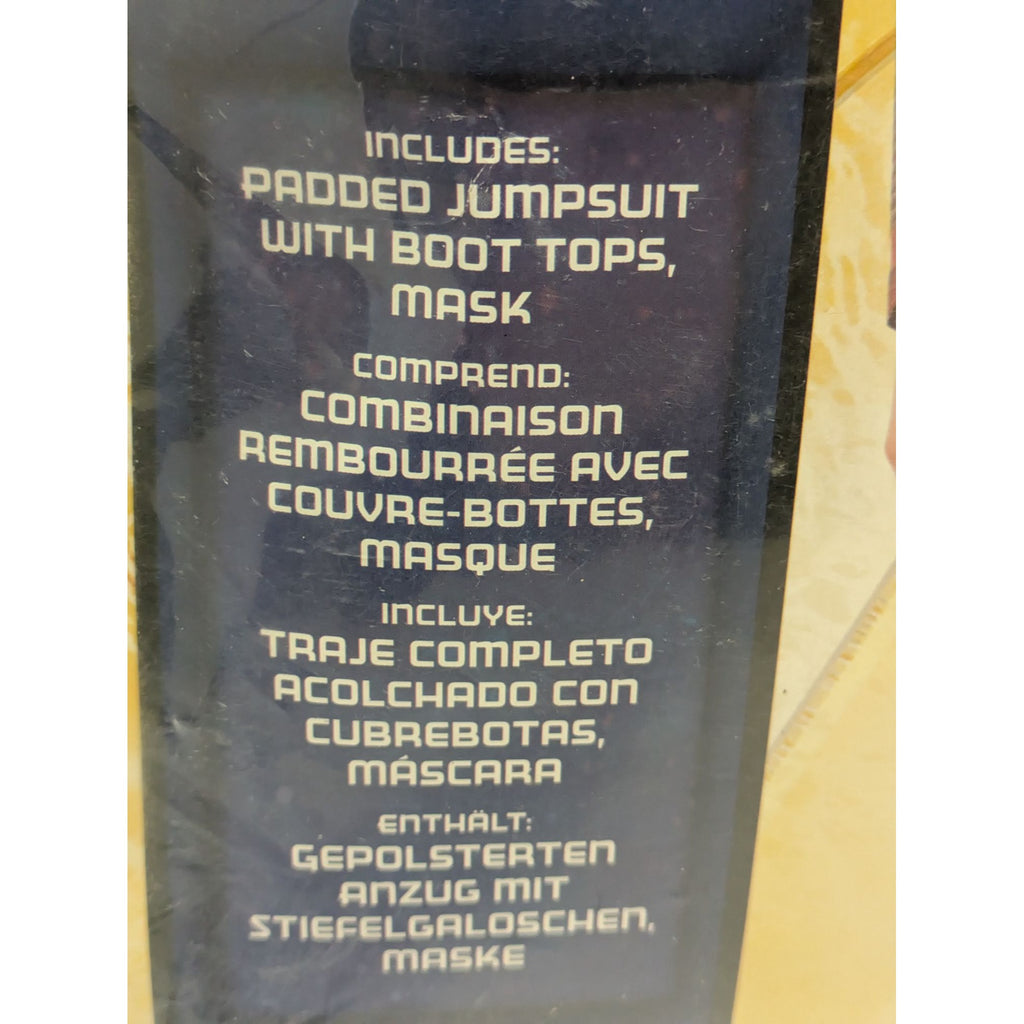 INCLUDES:
PADDED JUMPSUIT
WITH BOOT TOPS,
MASK
COMPREND:
COMBINAISON
REMBOURRÉE AVEC
COUVRE-BOTTES,
MASQUE
INCLUYE:
TRAJE COMPLETO
ACOLCHADO CON
CUBREBOTAS,
MÁSCARA
ENTHÄLT:
GEPOLSTERTEN
ANZUG MIT
STIEFELGALOSCHEN,
MASKE